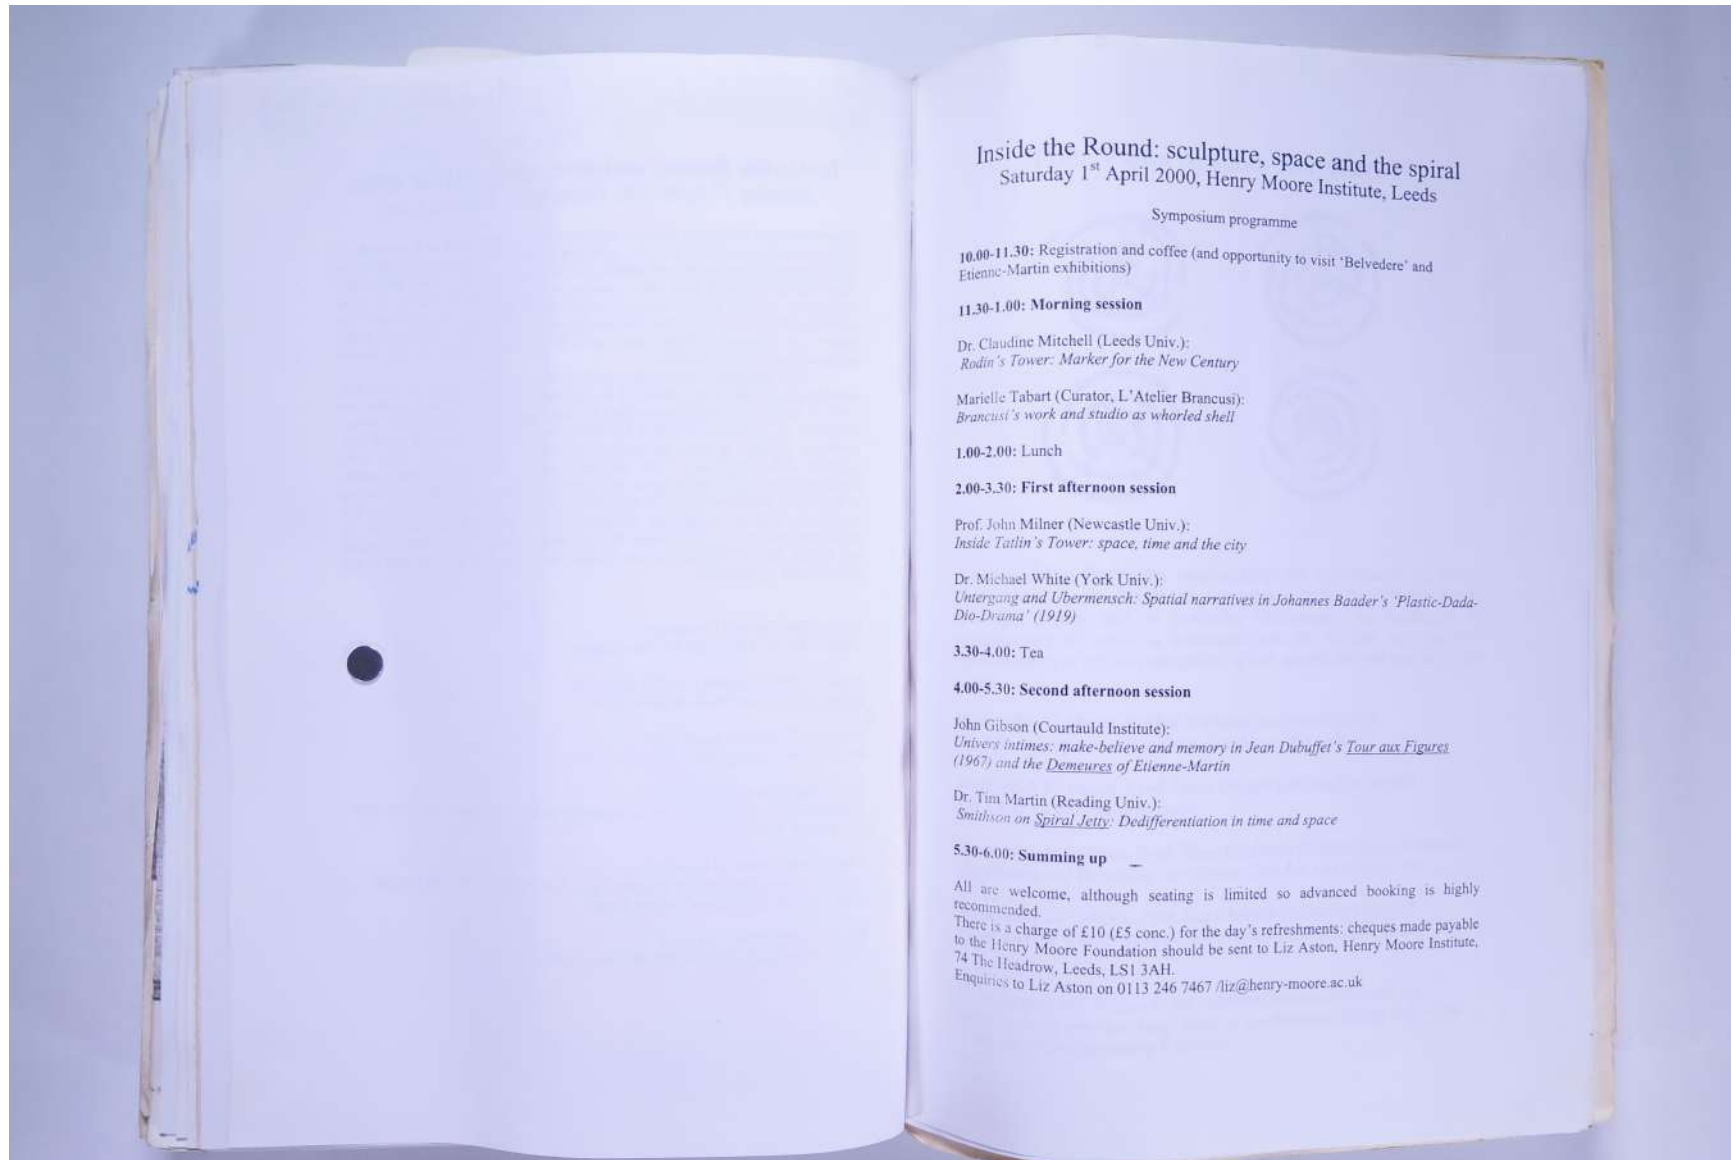 Inside the Round: sculpture, space and the spiral
Saturday 1st April 2000, Henry Moore Institute, Leeds
Symposium programme
10.00-11.30: Registration and coffee (and opportunity to visit 'Belvedere' and
Etienne-Martin exhibitions)
11.30-1.00: Morning session
Dr. Claudine Mitchell (Leeds Univ.):
Rodin's Tower: Marker for the New Century
Marielle Tabart (Curator, L'Atelier Brancusi):
Brancusi's work and studio as whorled shell
1.00-2.00: Lunch
2.00-3.30: First afternoon session
Prof. John Milner (Newcastle Univ.):
Inside Tatlin's Tower: space, time and the city
Dr. Michael White (York Univ.):
Untergang and Ubermensch: Spatial narratives in Johannes Baader's 'Plastic-Dada-
Dio-Drama' (1919)
3.30-4.00: Tea
4.00-5.30: Second afternoon session
John Gibson (Courtauld Institute):
Univers intimes: make-believe and memory in Jean Dubuffet's Tour aux Figures
(1967) and the Demeures of Etienne-Martin
Dr. Tim Martin (Reading Univ.):
Smithson on Spiral Jetty: Dedifferentiation in time and space
5.30-6.00: Summing up
All are welcome, although seating is limited so advanced booking is highly
recommended.
There is a charge of £10 (£5 conc.) for the day's refreshments: cheques made payable
to the Henry Moore Foundation should be sent to Liz Aston, Henry Moore Institute,
74 The Headrow, Leeds, LS1 3AH.
Enquiries to Liz Aston on 0113 246 7467 /liz@henry-moore.ac.uk